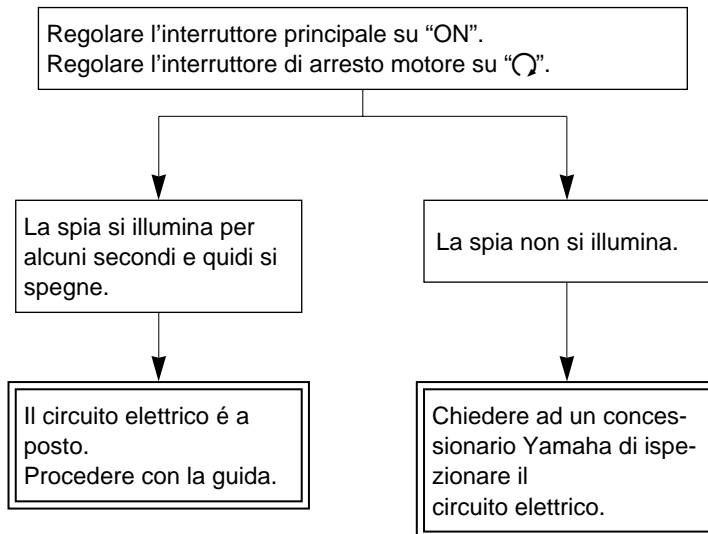 Regolare l’interruttore principale su “ON”.
Regolare l’interruttore di arresto motore su “”.
La spia si illumina per
alcuni secondi e quidi si
spegne.
La spia non si illumina.
Il circuito elettrico é a
posto.
Procedere con la guida.
Chiedere ad un conces-
sionario Yamaha di ispe-
zionare il
circuito elettrico.